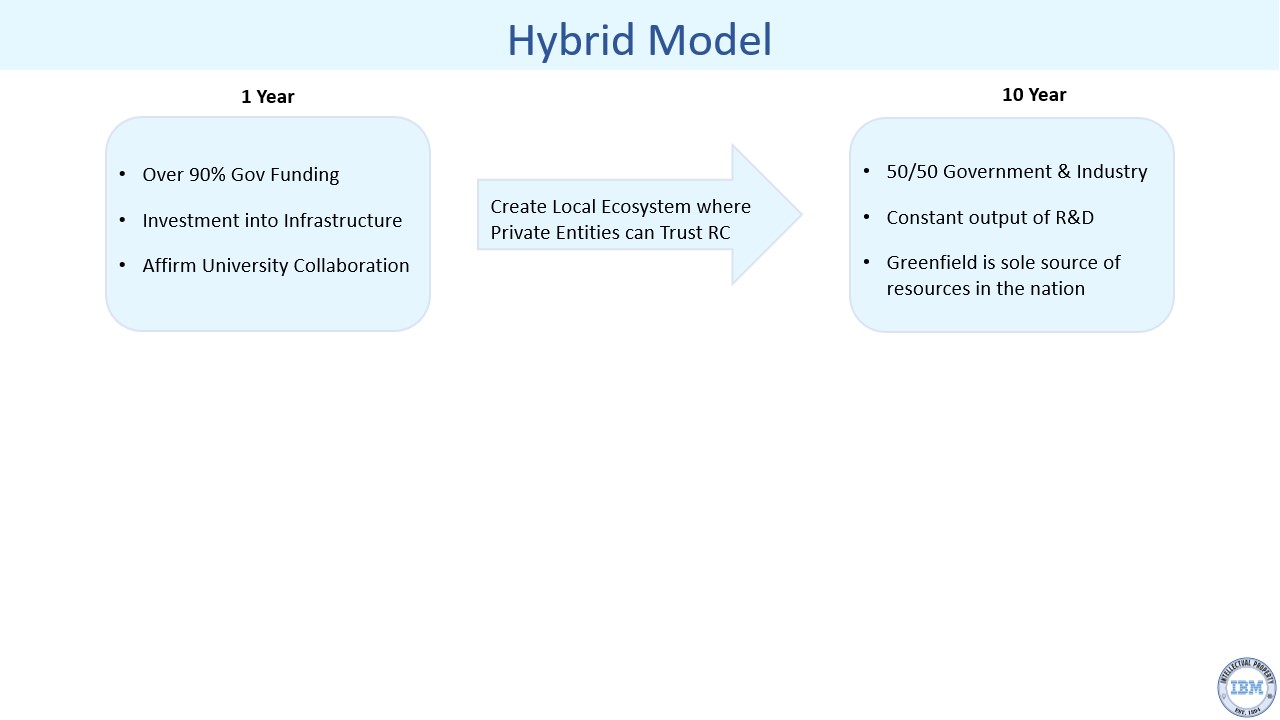 Hybrid Model
1 Year
• Over 90% Gov Funding
• Investment into Infrastructure
• Affirm University Collaboration
Create Local Ecosystem where
Private Entities can Trust RC
10 Year
• 50/50 Government & Industry
• Constant output of R&D
• Greenfield is sole source of
resources in the nation
INTELLECTUAL PROPERTY
IBM